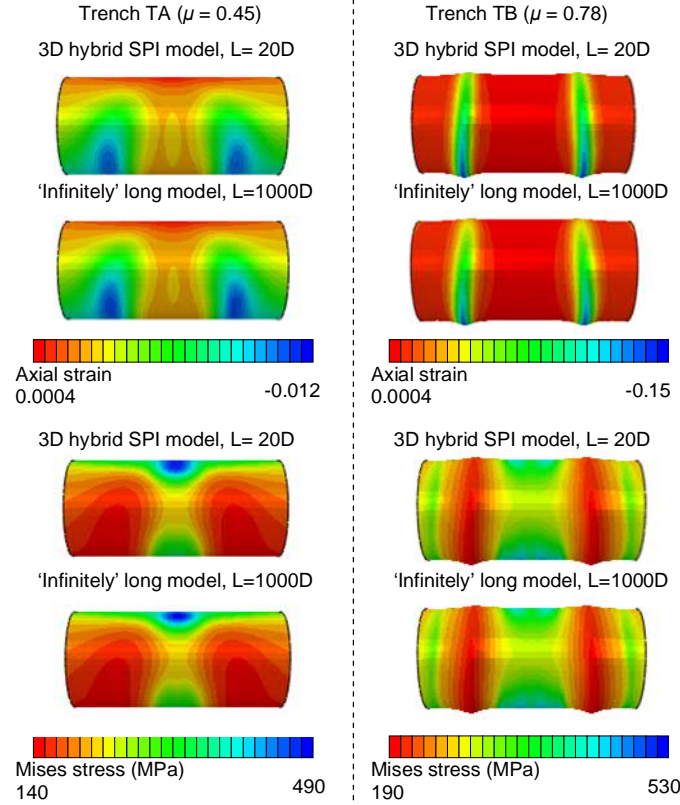 Trench TA (μ = 0.45)
3D hybrid SPI model, L= 20D
‘Infinitely’ long model, L=1000D
Axial strain
0.0004
-0.012
3D hybrid SPI model, L= 20D
‘Infinitely’ long model, L=1000D
Mises stress (MPa)
140
490
Trench TB (μ = 0.78)
3D hybrid SPI model, L= 20D
‘Infinitely’ long model, L=1000D
Axial strain
0.0004
-0.15
3D hybrid SPI model, L= 20D
‘Infinitely’ long model, L=1000D
Mises stress (MPa)
190
530